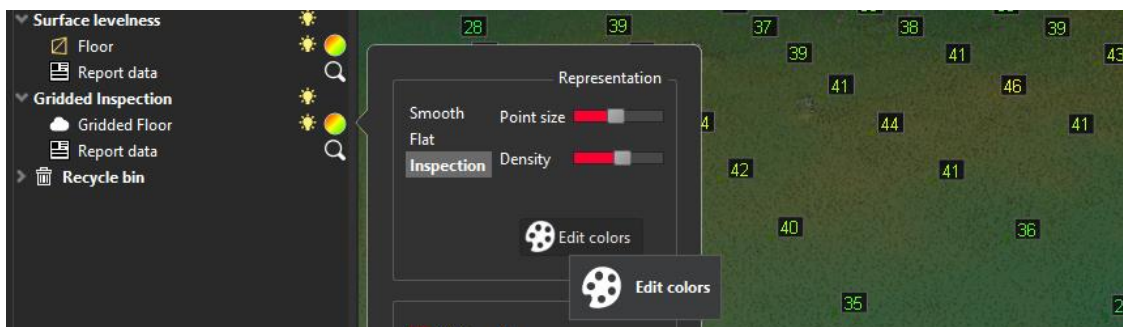 Surface levelness
Floor
Report data
Gridded Inspection
Gridded Floor
Report data
Recycle bin
Representation
Smooth
Flat
Inspection
Point size
Density
Edit colors
Edit colors
28 39 37 38 39
39 41 43
41 46
4 44 41
42 41
40 36
35 2